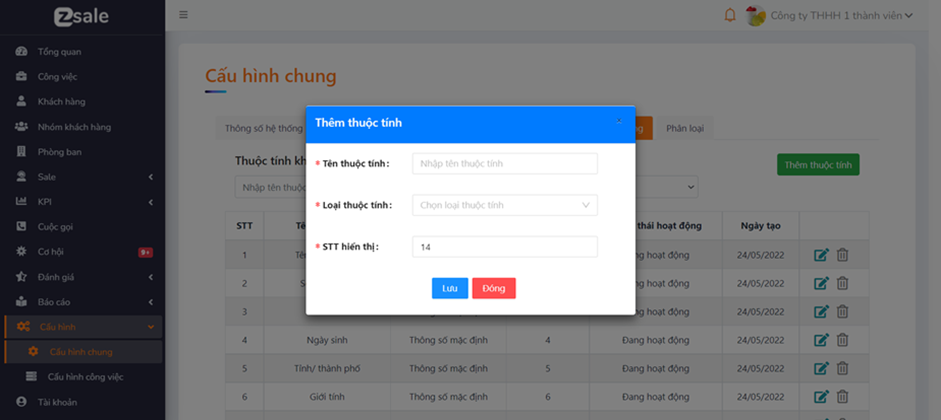 zsale
Công ty THHH 1 thành viên
Tổng quan
Công việc
Khách hàng
Nhóm khách hàng
Phòng ban
Sale
KPI
Cuộc gọi
Cơ hội 9+
Đánh giá
Báo cáo
Cấu hình
Cấu hình chung
Cấu hình công việc
Tài khoản
Cấu hình chung
Thông số hệ thống
Phân loại
Thuộc tính kh
Thêm thuộc tính
Nhập tên thuộc
Thêm thuộc tính
×
* Tên thuộc tính: Nhập tên thuộc tính
* Loại thuộc tính: Chọn loại thuộc tính
* STT hiển thị: 14
Lưu Đóng
STT thái hoạt động Ngày tạo
1 ang hoạt động 24/05/2022
2 ang hoạt động 24/05/2022
3 ang hoạt động 24/05/2022
4 Ngày sinh Thông số mặc định 4 Đang hoạt động 24/05/2022
5 Tỉnh/ thành phố Thông số mặc định 5 Đang hoạt động 24/05/2022
6 Giới tính Thông số mặc định 6 Đang hoạt động 24/05/2022